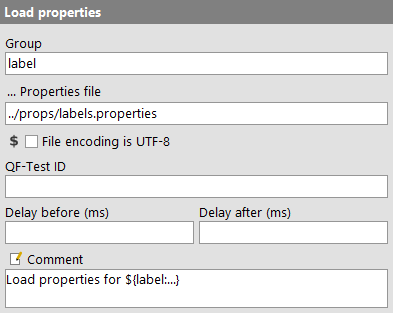 Load properties
Group
label
... Properties file
../props/labels.properties
$ File encoding is UTF-8
QF-Test ID
Delay before (ms) Delay after (ms)
Comment
Load properties for ${label:...}